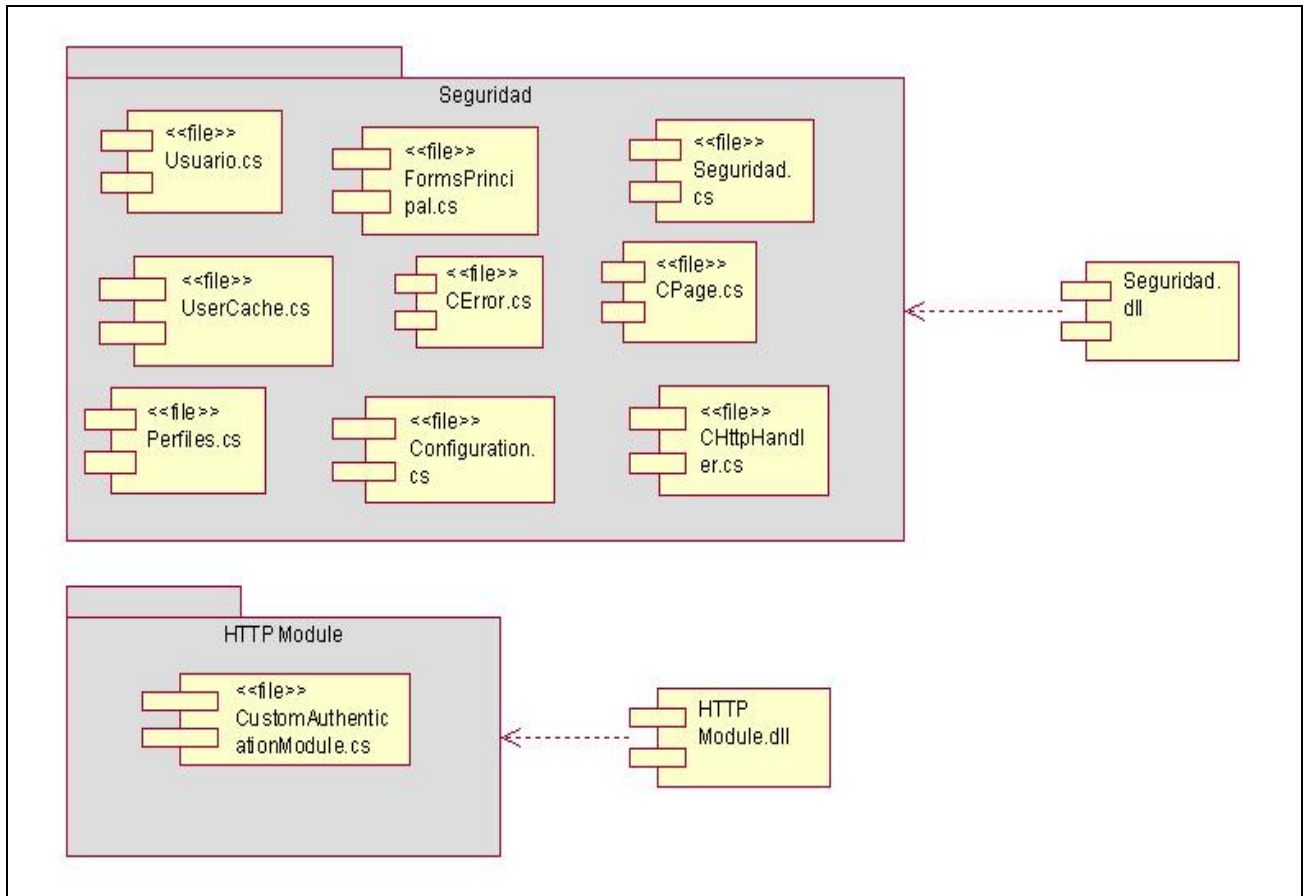 Seguridad
<<file>>
Usuario.cs
<<file>>
FormsPrinci
pal.cs
<<file>>
Seguridad.
cs
<<file>>
UserCache.cs
<<file>>
CError.cs
<<file>>
CPage.cs
Seguridad.
dll
<<file>>
Perfiles.cs
<<file>>
Configuration.
cs
<<file>>
CHttpHandl
er.cs
HTTP Module
<<file>>
CustomAuthentic
ationModule.cs
HTTP
Module.dll